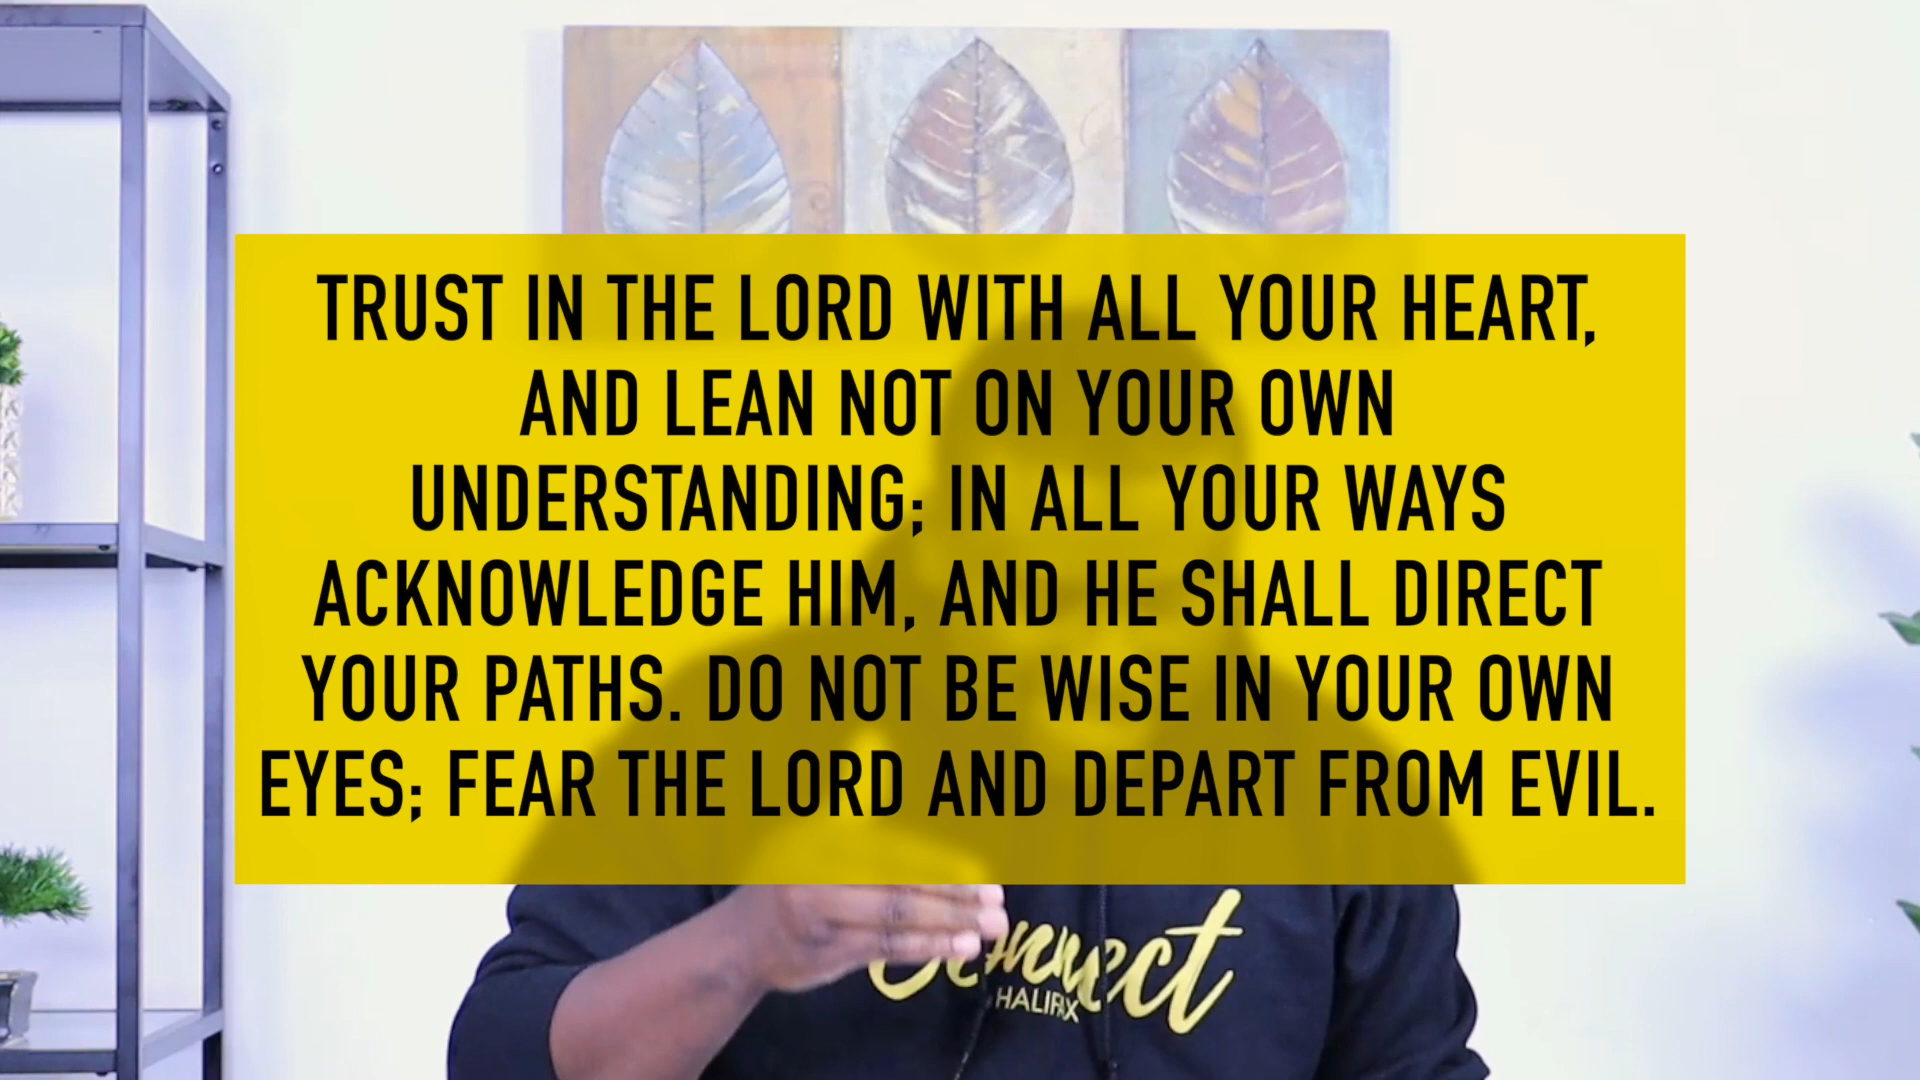 TRUST IN THE LORD WITH ALL YOUR HEART,
AND LEAN NOT ON YOUR OWN
UNDERSTANDING; IN ALL YOUR WAYS
ACKNOWLEDGE HIM, AND HE SHALL DIRECT
YOUR PATHS. DO NOT BE WISE IN YOUR OWN
EYES; FEAR THE LORD AND DEPART FROM EVIL.
Connect
HALIFAX